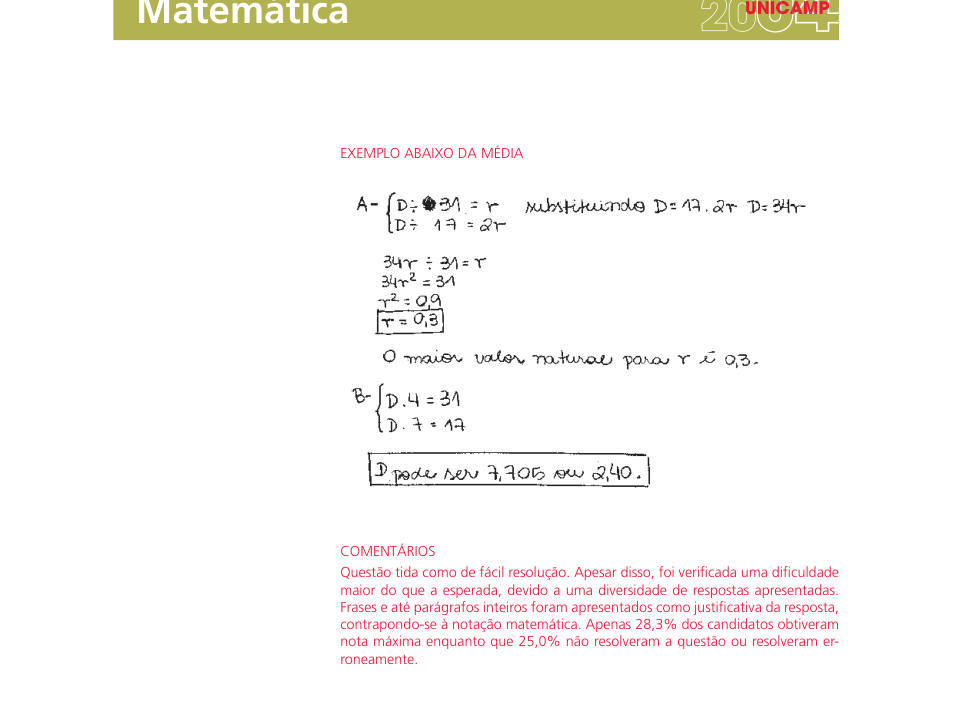 Matemática
2004
UNICAMP
EXEMPLO ABAIXO DA MÉDIA
A- { D ÷ 31 = r substituindo D = 17 . 2r D = 34r
D ÷ 17 = 2r
34r ÷ 31 = r
34r² = 31
r² = 0,9
r = 0,3
O maior valor natural para r é 0,3.
B- { D . 4 = 31
D . 7 = 17
D pode ser 7,705 ou 2,40.
COMENTÁRIOS
Questão tida como de fácil resolução. Apesar disso, foi verificada uma dificuldade
maior do que a esperada, devido a uma diversidade de respostas apresentadas.
Frases e até parágrafos inteiros foram apresentados como justificativa da resposta,
contrapondo-se à notação matemática. Apenas 28,3% dos candidatos obtiveram
nota máxima enquanto que 25,0% não resolveram a questão ou resolveram er-
roneamente.